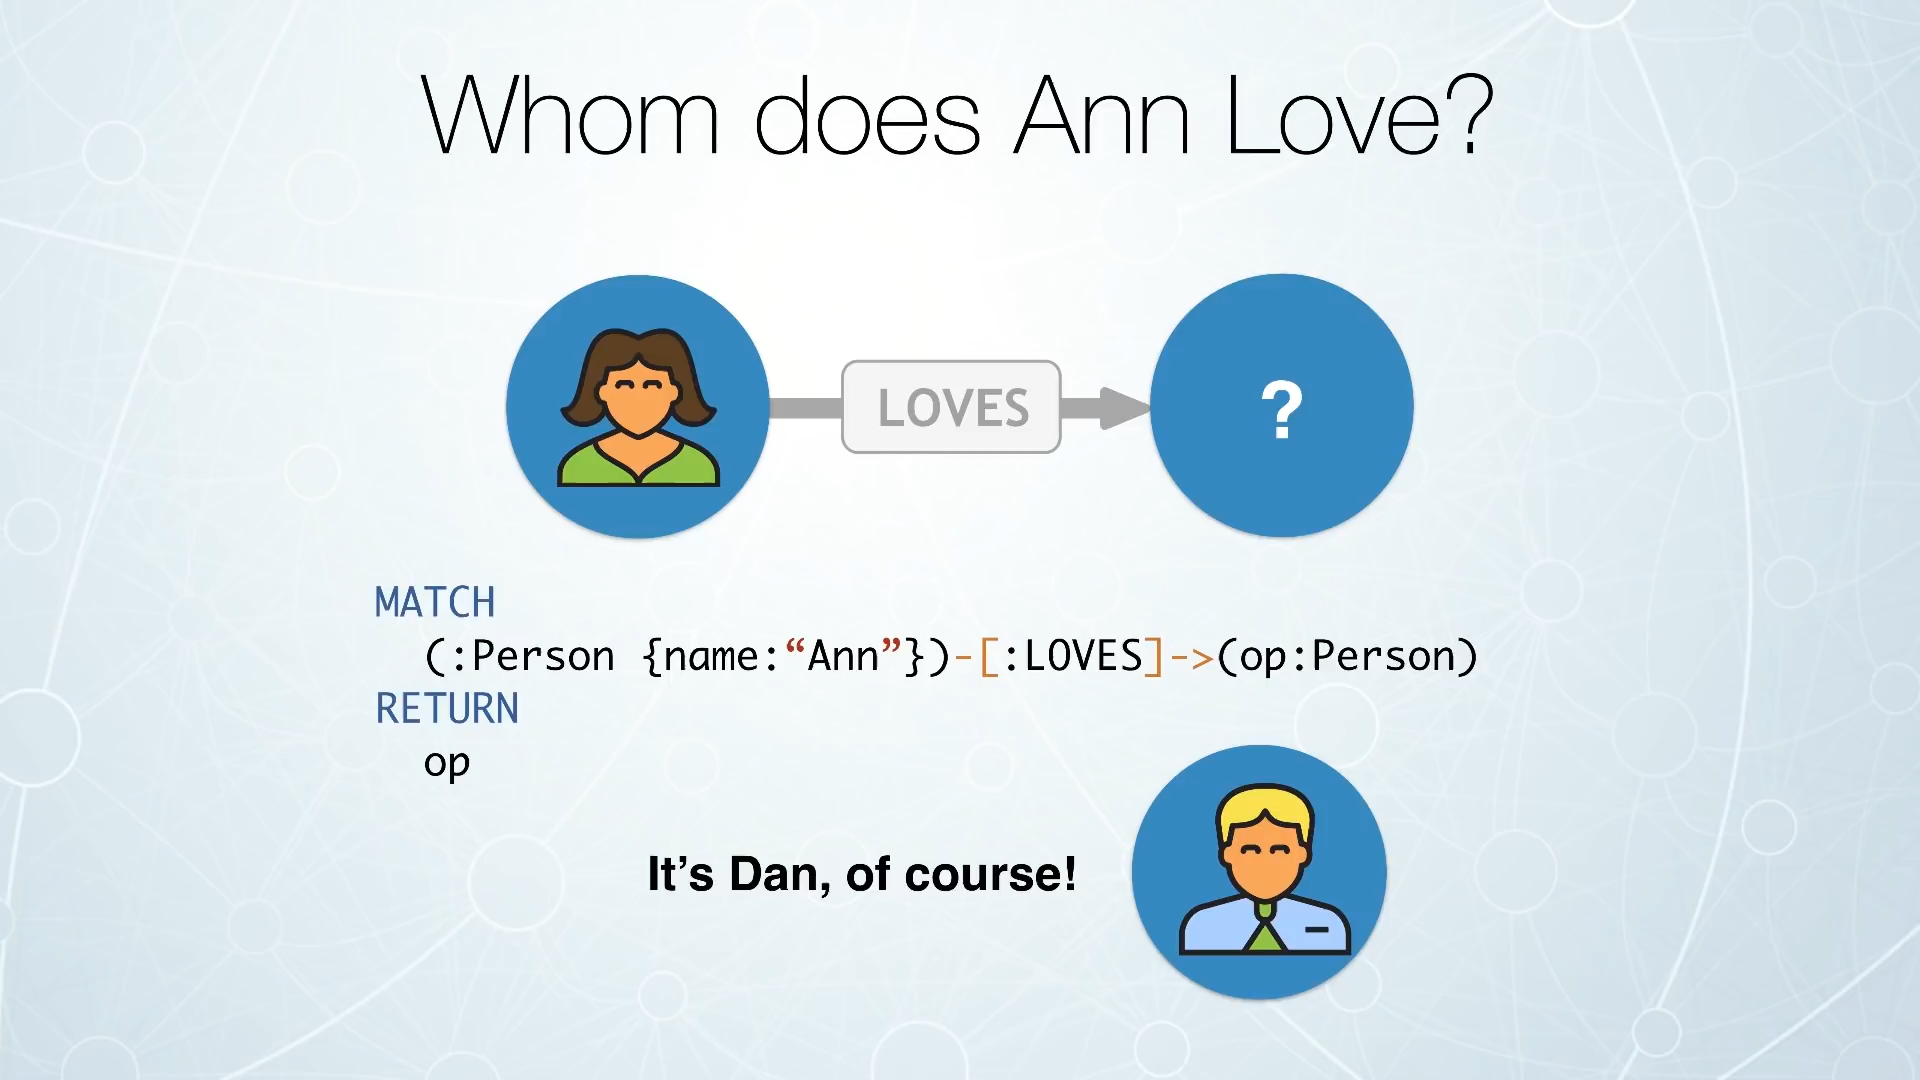 Whom does Ann Love?
LOVES
?
MATCH
(:Person {name:“Ann”})-[:LOVES]->(op:Person)
RETURN
op
It’s Dan, of course!